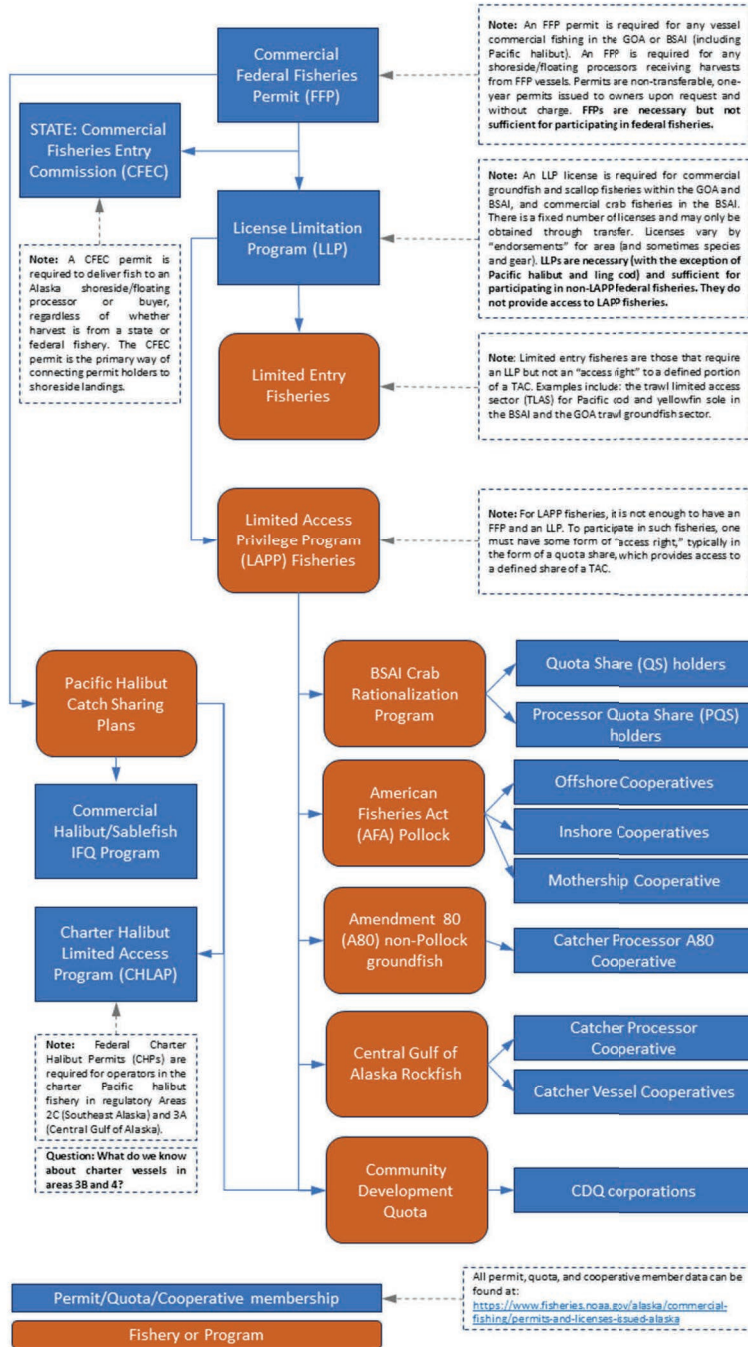 Commercial
Federal Fisheries
Permit (FFP)
Note: An FFP permit is required for any vessel
commercial fishing in the GOA or BSAI (including
Pacific halibut). An FPP is required for any
shoreside/floating processors receiving harvests
from FFP vessels. Permits are non-transferable, one-
year permits issued to owners upon request and
without charge. FFPs are necessary but not
sufficient for participating in federal fisheries.
STATE: Commercial
Fisheries Entry
Commission (CFEC)
Note: A CFEC permit is
required to deliver fish to an
Alaska shoreside/floating
processor or buyer,
regardless of whether
harvest is from a state or
federal fishery. The CFEC
permit is the primary way of
connecting permit holders to
shoreside landings.
License Limitation
Program (LLP)
Note: An LLP license is required for commercial
groundfish and scallop fisheries within the GOA and
BSAI, and commercial crab fisheries in the BSAI.
There is a fixed number of licenses and may only be
obtained through transfer. Licenses vary by
"endorsements" for area (and sometimes species
and gear). LLPs are necessary (with the exception of
Pacific halibut and ling cod) and sufficient for
participating in non-LAPP federal fisheries. They do
not provide access to LAPP fisheries.
Limited Entry
Fisheries
Note: Limited entry fisheres are those that require
an LLP but not an "access right" to a defined portion
of a TAC. Examples include: the trawl limited access
sector (TLAS) for Pacific cod and yellowfin sole in
the BSAI and the GOA trawl groundfish sector.
Limited Access
Privilege Program
(LAPP) Fisheries
Note: For LAPP fisheries, it is not enough to have an
FFP and an LLP. To participate in such fisheries, one
must have some form of "access right," typically in
the form of a quota share, which provides access to
a defined share of a TAC.
Pacific Halibut
Catch Sharing
Plans
Commercial
Halibut/Sablefish
IFQ Program
Charter Halibut
Limited Access
Program (CHLAP)
Note: Federal Charter
Halibut Permits (CHPs) are
required for operators in the
charter Pacific halibut
fishery in regulatory Areas
2C (Southeast Alaska) and 3A
(Central Gulf of Alaska).
Question: What do we know
about charter vessels in
areas 3B and 4?
BSAI Crab
Rationalization
Program
Quota Share (QS) holders
Processor Quota Share (PQS)
holders
American
Fisheries Act
(AFA) Pollock
Offshore Cooperatives
Inshore Cooperatives
Mothership Cooperative
Amendment 80
(A80) non-Pollock
groundfish
Catcher Processor A80
Cooperative
Central Gulf of
Alaska Rockfish
Catcher Processor
Cooperative
Catcher Vessel Cooperatives
Community
Development
Quota
CDQ corporations
Permit/Quota/Cooperative membership
Fishery or Program
All permit, quota, and cooperative member data can be
found at:
https://www.fisheries.noaa.gov/alaska/commercial-
fishing/permits-and-licenses-issued-alaska